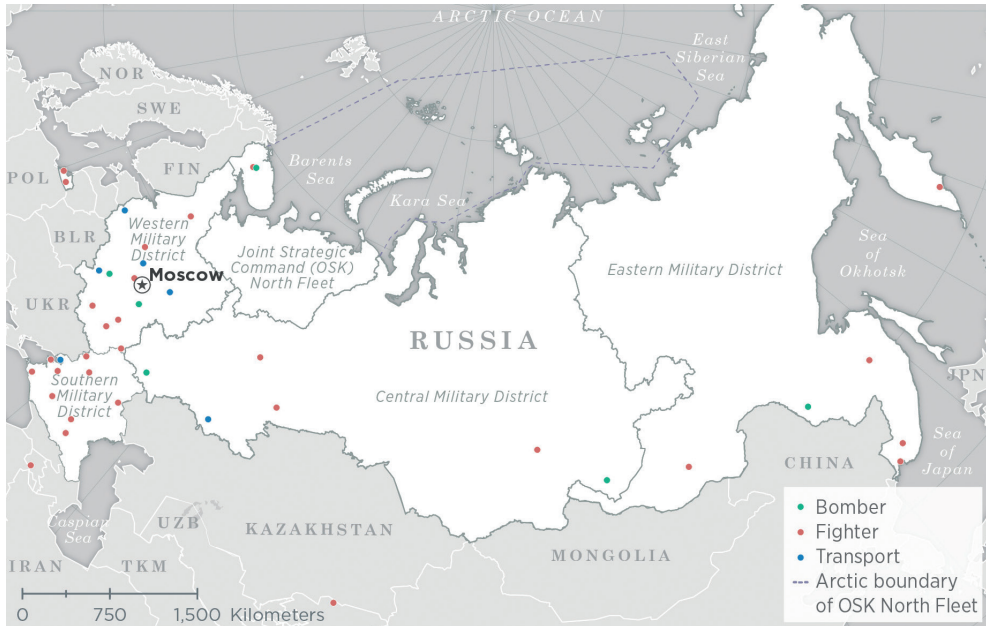 ARCTIC OCEAN
East
Siberian
Sea
NOR
SWE
FIN
Barents
Sea
POL
Kara Sea
Western
Military
District
BLR
Joint Strategic
Command (OSK)
North Fleet
Sea
of
Okhotsk
Eastern Military District
Moscow
UKR
RUSSIA
JPN
Southern
Military
District
Central Military District
Sea
of
Japan
CHINA
Caspian
Sea
UZB
KAZAKHSTAN
MONGOLIA
IRAN
TKM
0 750 1,500 Kilometers
Bomber
Fighter
Transport
Arctic boundary
of OSK North Fleet